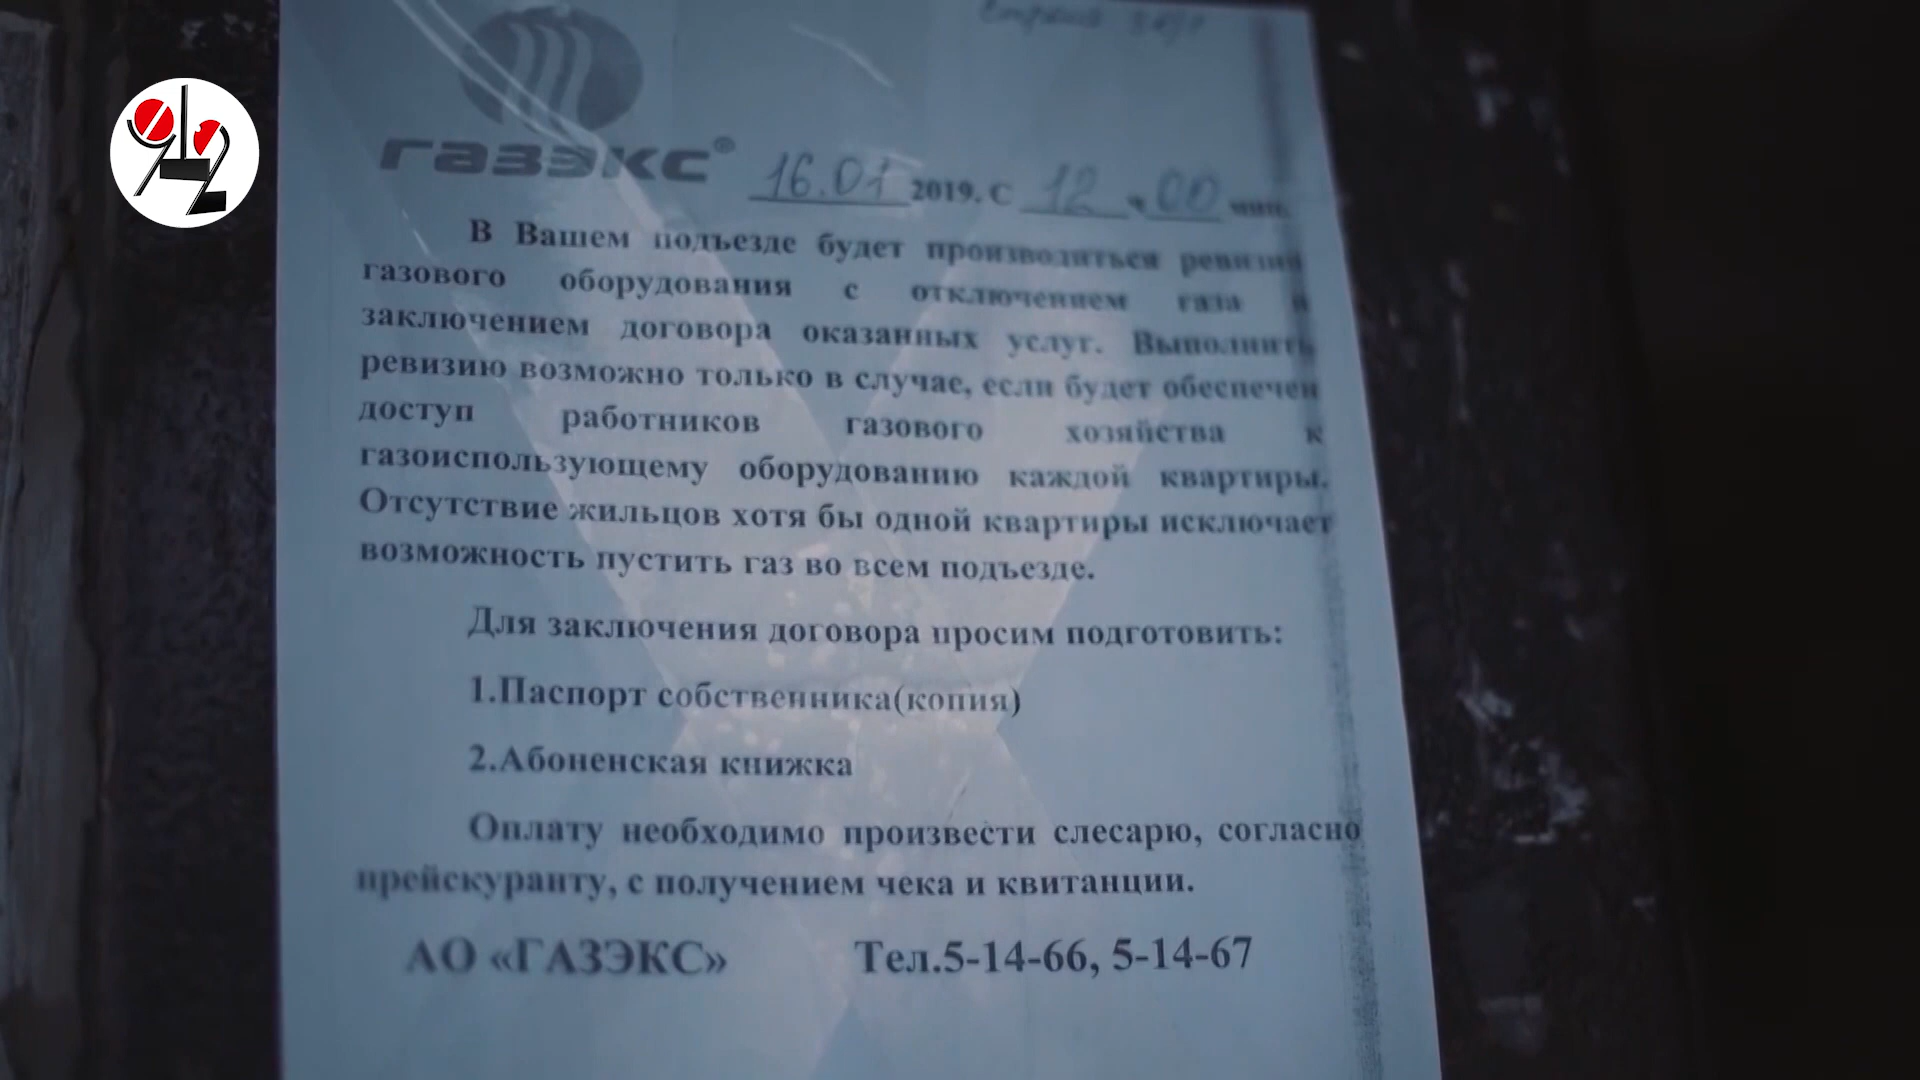 ГАЗЭКС®
16.01 2019. С 12 ч 00 мин.
В Вашем подъезде будет производиться ревизия
газового оборудования с отключением газа и
заключением договора оказанных услуг. Выполнить
ревизию возможно только в случае, если будет обеспечен
доступ работников газового хозяйства к
газоиспользующему оборудованию каждой квартиры.
Отсутствие жильцов хотя бы одной квартиры исключает
возможность пустить газ во всем подъезде.
Для заключения договора просим подготовить:
1.Паспорт собственника(копия)
2.Абоненская книжка
Оплату необходимо произвести слесарю, согласно
прейскуранту, с получением чека и квитанции.
АО «ГАЗЭКС» Тел.5-14-66, 5-14-67